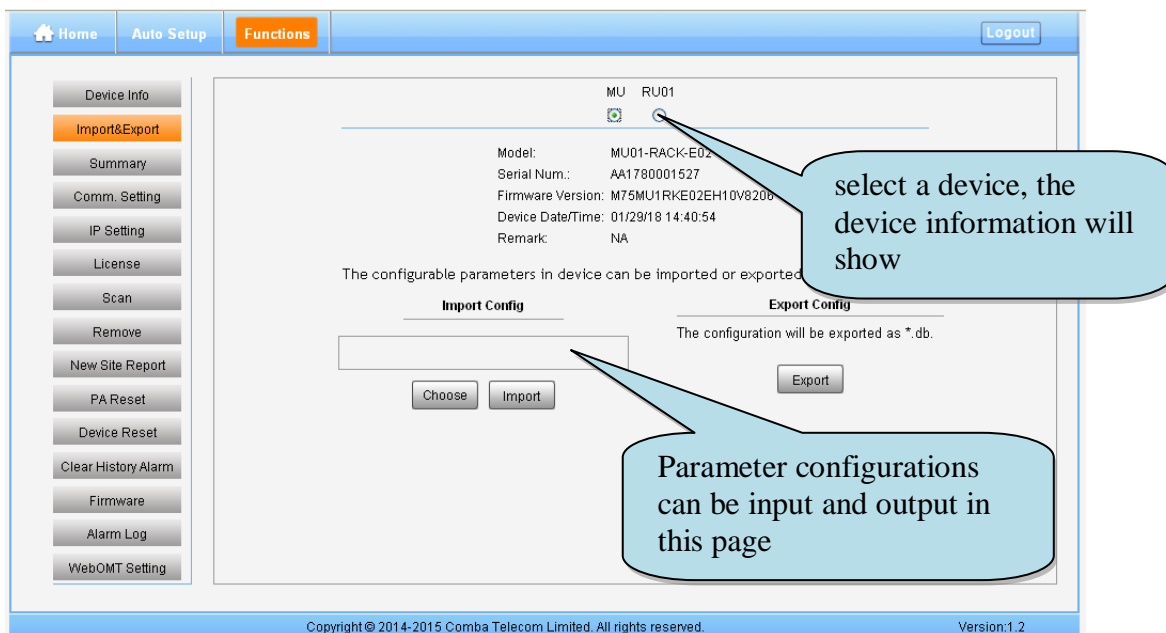 Home Auto Setup Functions Logout
Device Info
Import&Export
Summary
Comm. Setting
IP Setting
License
Scan
Remove
New Site Report
PA Reset
Device Reset
Clear History Alarm
Firmware
Alarm Log
WebOMT Setting
MU RU01
Model: MU01-RACK-E02
Serial Num.: AA1780001527
Firmware Version: M75MU1RKE02EH10V8206
Device Date/Time: 01/29/18 14:40:54
Remark: NA
select a device, the
device information will
show
The configurable parameters in device can be imported or exported
Import Config
Choose Import
Export Config
The configuration will be exported as *.db.
Export
Parameter configurations
can be input and output in
this page
Copyright © 2014-2015 Comba Telecom Limited. All rights reserved. Version:1.2